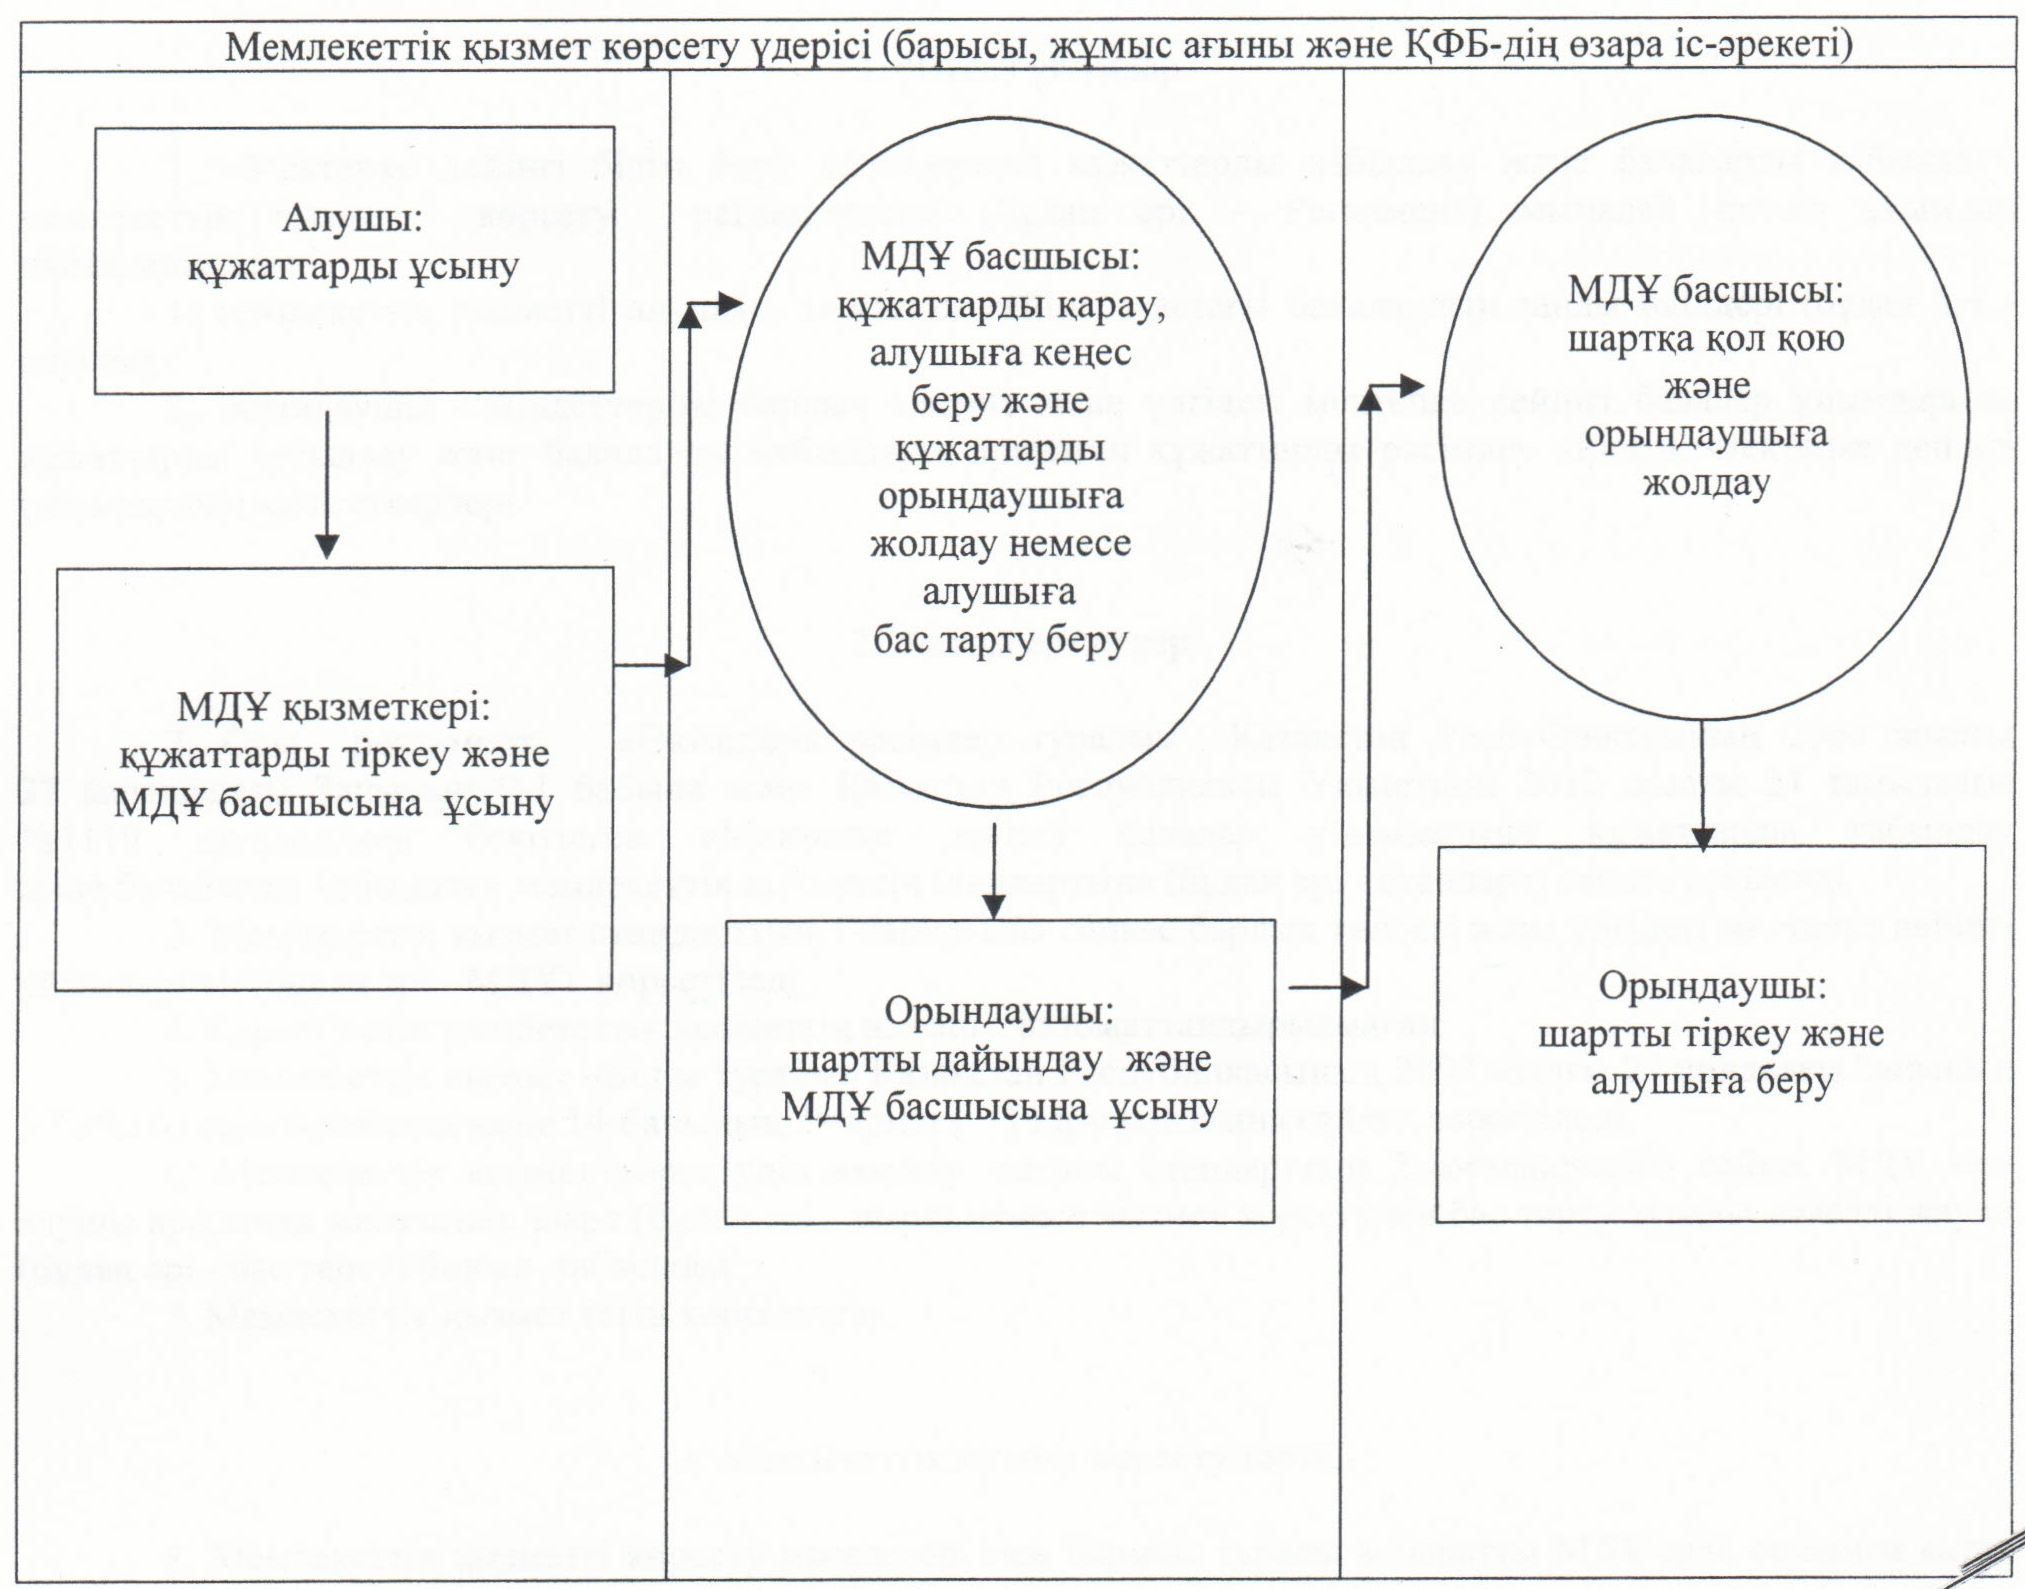 Мемлекеттік қызмет көрсету үдерісі (барысы, жұмыс ағыны және ҚФБ-дің өзара іс-әрекеті)
Алушы:
құжаттарды ұсыну
МДҰ қызметкері:
құжаттарды тіркеу және
МДҰ басшысына ұсыну
МДҰ басшысы:
құжаттарды қарау,
алушыға кеңес
беру және
құжаттарды
орындаушыға
жолдау немесе
алушыға
бас тарту беру
Орындаушы:
шартты дайындау және
МДҰ басшысына ұсыну
МДҰ басшысы:
шартқа қол қою
және
орындаушыға
жолдау
Орындаушы:
шартты тіркеу және
алушыға беру